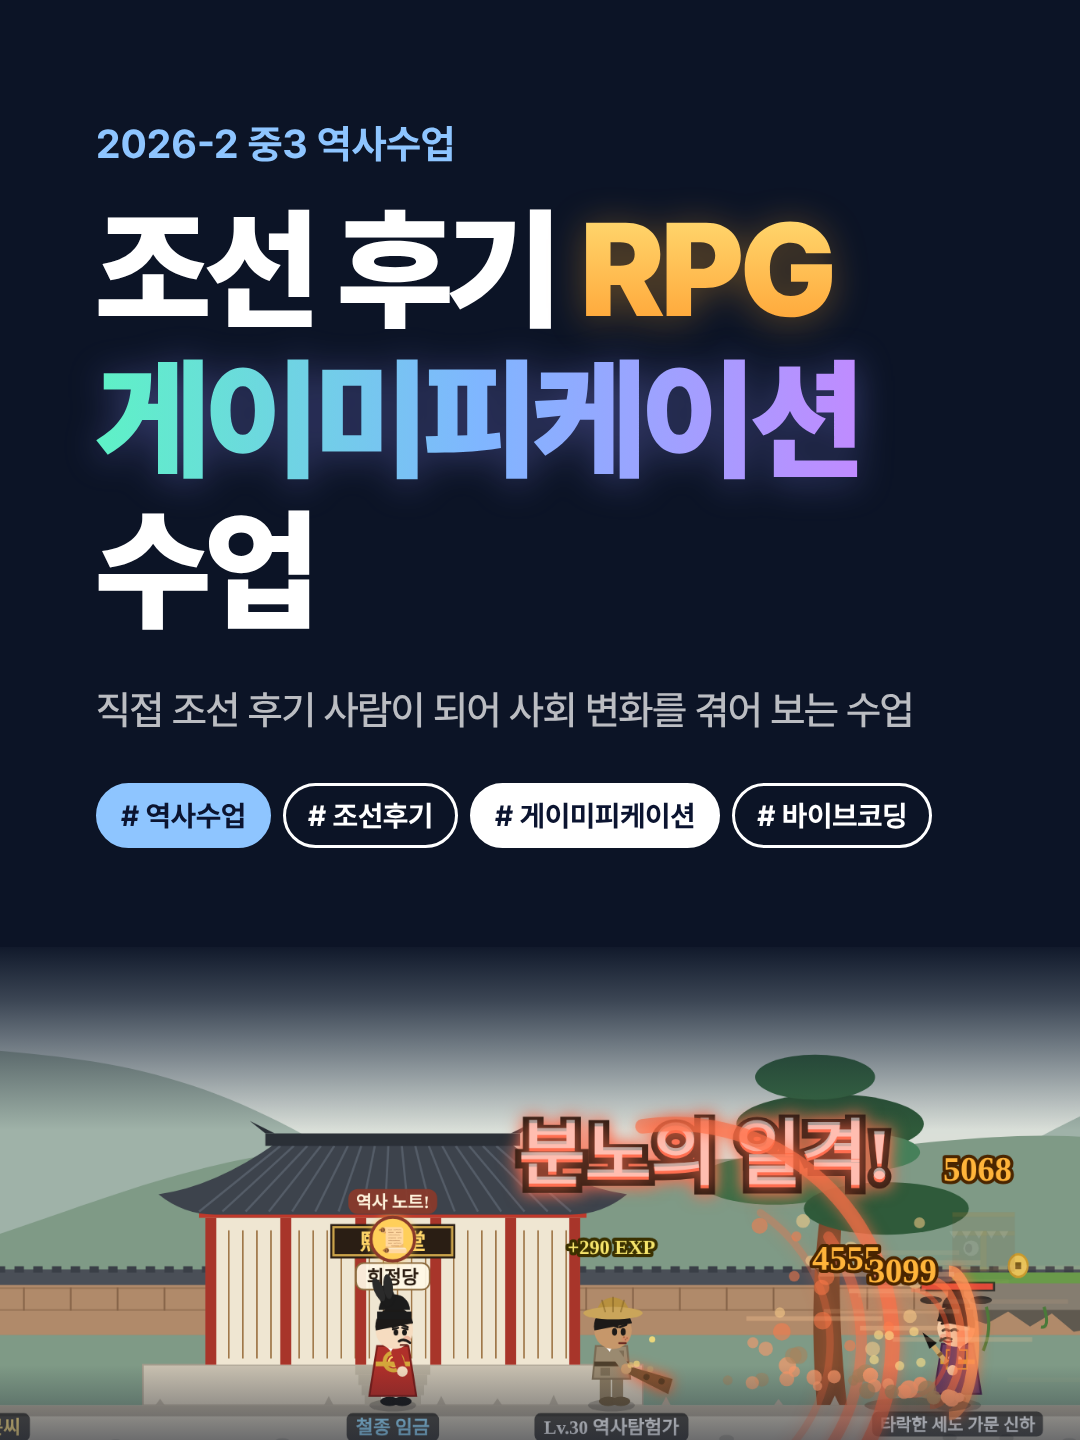 2026-2 중3 역사수업
조선 후기 RPG
게이미피케이션
수업
직접 조선 후기 사람이 되어 사회 변화를 겪어 보는 수업
# 역사수업
# 조선후기
# 게이미피케이션
# 바이브코딩
분노의 일격!
5068
역사 노트!
+290 EXP
4555
3099
희정당
철종 임금
Lv.30 역사탐험가
타락한 세도 가문 신하